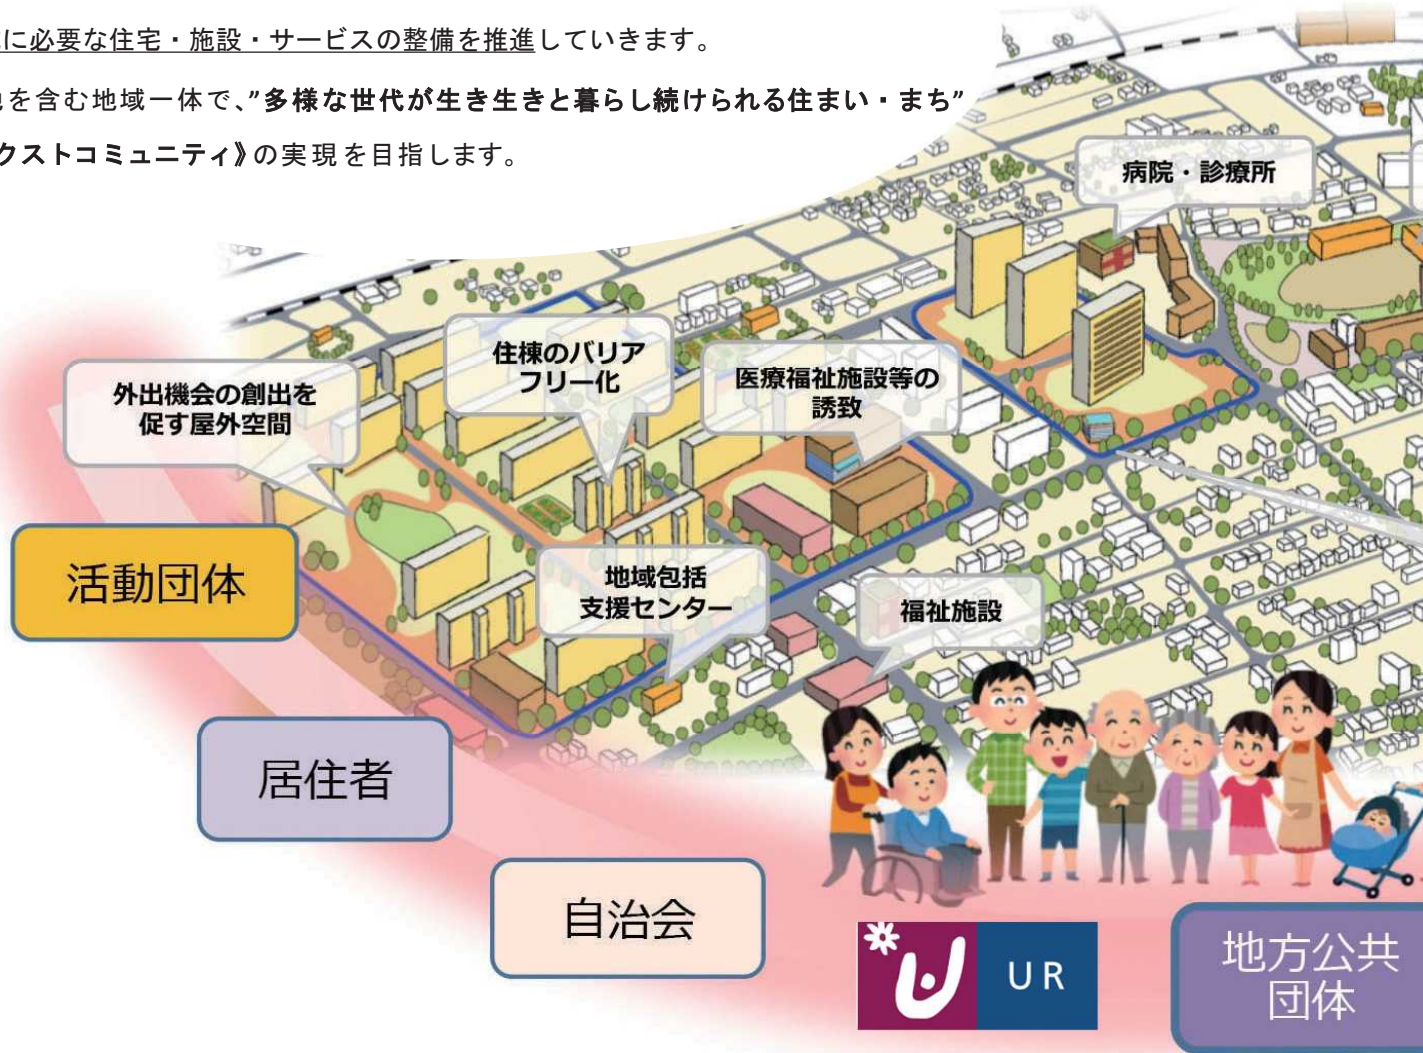 に必要な住宅・施設・サービスの整備を推進していきます。
を含む地域一体で、”多様な世代が生き生きと暮らし続けられる住まい・まち”
クストコミュニティ》の実現を目指します。
病院・診療所
住棟のバリア
フリー化
医療福祉施設等の
誘致
外出機会の創出を
促す屋外空間
活動団体
地域包括
支援センター
福祉施設
居住者
自治会
UR
地方公共
団体